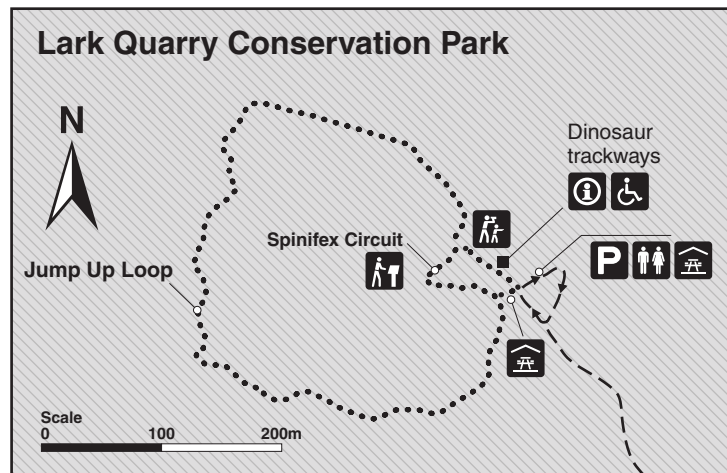 Lark Quarry Conservation Park
N
Dinosaur
trackways
i
Spinifex Circuit
P
Jump Up Loop
Scale
0 100 200m